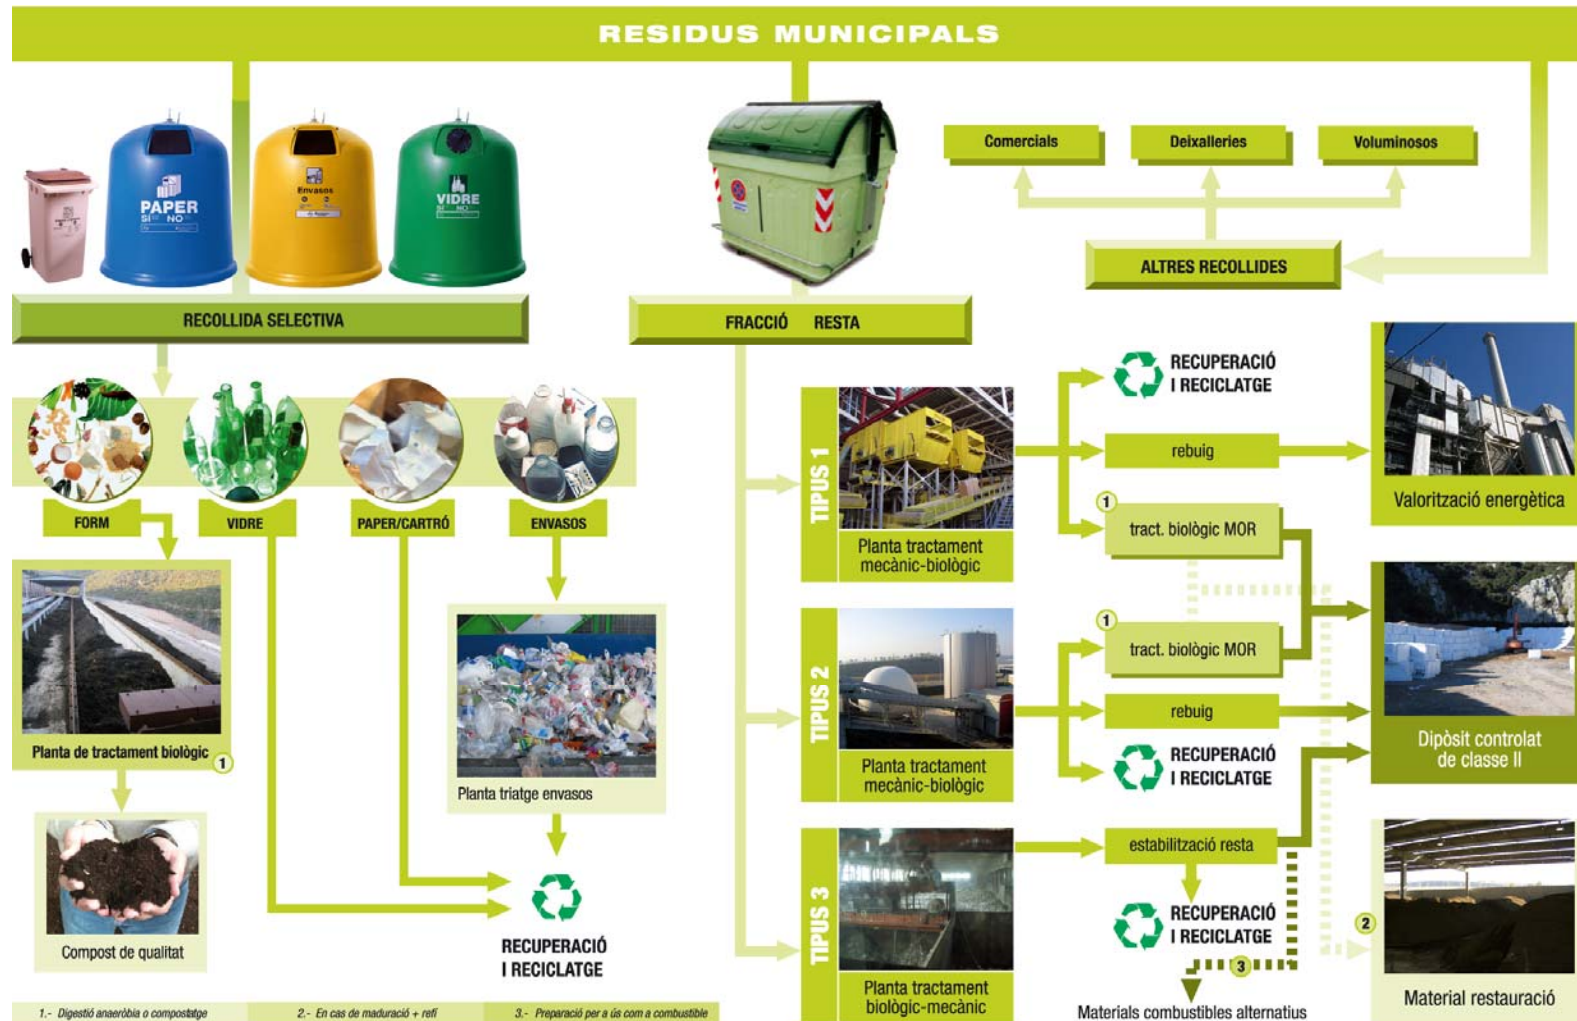 RESIDUS MUNICIPALS
PAPER
SI NO
Envasos
VIDRE
SI NO
Comercials
Deixalleries
Voluminosos
ALTRES RECOLLIDES
RECOLLIDA SELECTIVA
FRACCIÓ RESTA
FORM
VIDRE
PAPER/CARTRÓ
ENVASOS
Planta de tractament biològic
1
Compost de qualitat
Planta triatge envasos
RECUPERACIÓ
I RECICLATGE
TIPUS 1
Planta tractament
mecànic-biològic
RECUPERACIÓ
I RECICLATGE
rebuig
1
tract. biològic MOR
Valorització energètica
TIPUS 2
Planta tractament
mecànic-biològic
1
tract. biològic MOR
rebuig
RECUPERACIÓ
I RECICLATGE
Dipòsit controlat
de classe II
TIPUS 3
Planta tractament
biològic-mecànic
estabilització resta
RECUPERACIÓ
I RECICLATGE
3
Materials combustibles alternatius
2
Material restauració
1.- Digestió anaeròbia o compostatge
2.- En cas de maduració + refí
3.- Preparació per a ús com a combustible